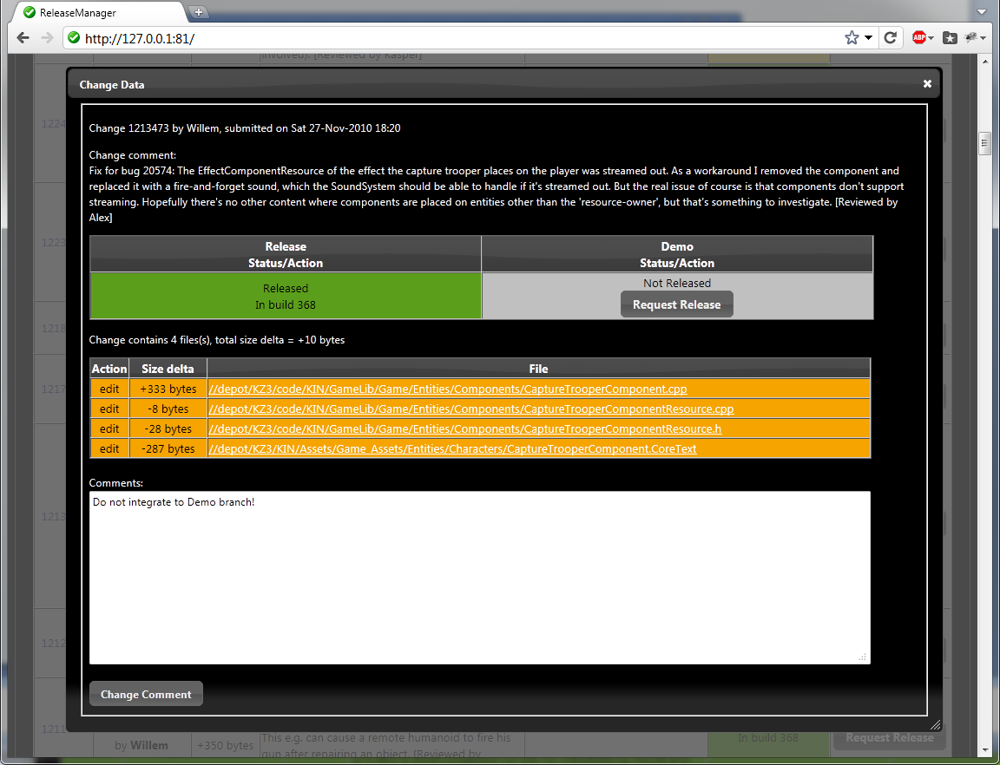 ReleaseManager
http://127.0.0.1:81/
ABP
involved). [Reviewed by Kasper]
Change Data
1224
1223
1218
1217
1213
1212
1211
Change 1213473 by Willem, submitted on Sat 27-Nov-2010 18:20
Change comment:
Fix for bug 20574: The EffectComponentResource of the effect the capture trooper places on the player was streamed out. As a workaround I removed the component and
replaced it with a fire-and-forget sound, which the SoundSystem should be able to handle if it's streamed out. But the real issue of course is that components don't support
streaming. Hopefully there's no other content where components are placed on entities other than the 'resource-owner', but that's something to investigate. [Reviewed by
Alex]
Release Demo
Status/Action Status/Action
Released Not Released
In build 368 Request Release
Change contains 4 files(s), total size delta = +10 bytes
Action Size delta File
edit +333 bytes //depot/KZ3/code/KIN/GameLib/Game/Entities/Components/CaptureTrooperComponent.cpp
edit -8 bytes //depot/KZ3/code/KIN/GameLib/Game/Entities/Components/CaptureTrooperComponentResource.cpp
edit -28 bytes //depot/KZ3/code/KIN/GameLib/Game/Entities/Components/CaptureTrooperComponentResource.h
edit -287 bytes //depot/KZ3/KIN/Assets/Game_Assets/Entities/Characters/CaptureTrooperComponent.CoreText
Comments:
Do not integrate to Demo branch!
Change Comment
by Willem +350 bytes This e.g. can cause a remote humanoid to fire his In build 368 Request Release
gun after repairing an object. [Reviewed by